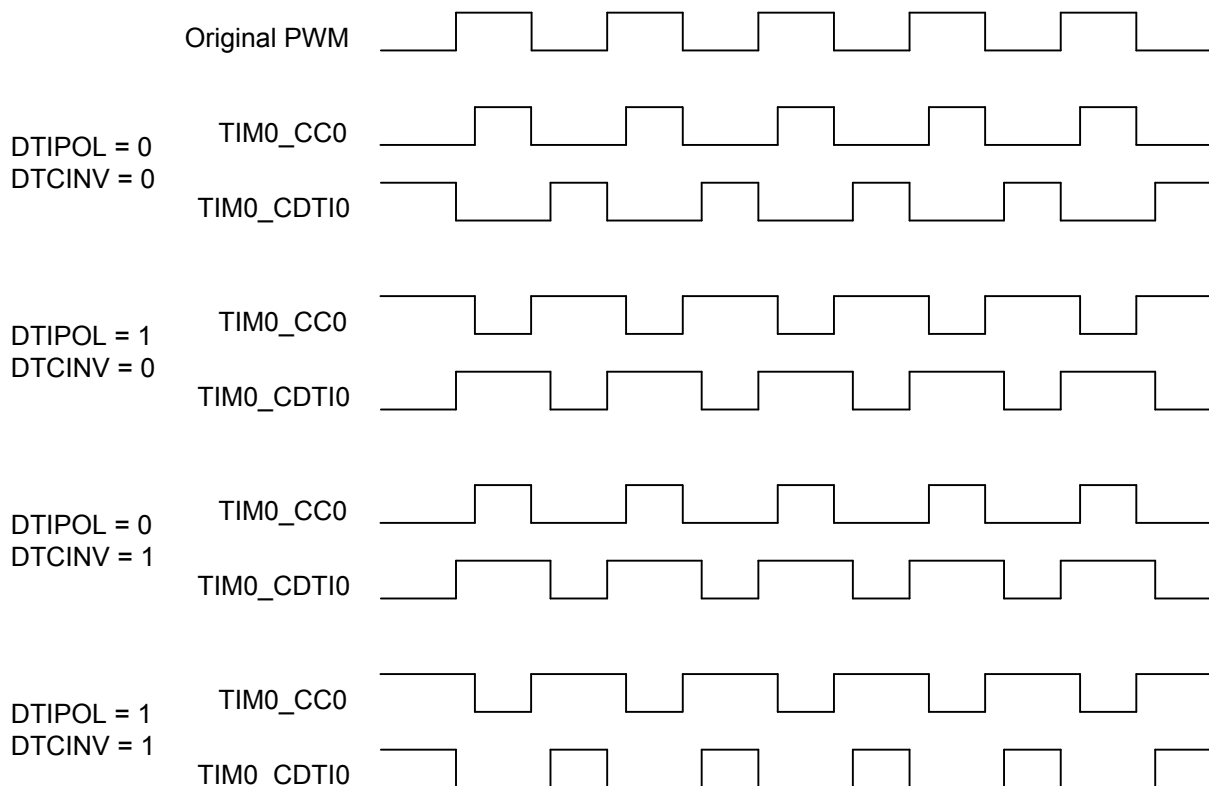 Original PWM
TIM0_CC0
DTIPOL = 0
DTCINV = 0
TIM0_CDTI0
TIM0_CC0
DTIPOL = 1
DTCINV = 0
TIM0_CDTI0
TIM0_CC0
DTIPOL = 0
DTCINV = 1
TIM0_CDTI0
TIM0_CC0
DTIPOL = 1
DTCINV = 1
TIM0_CDTI0